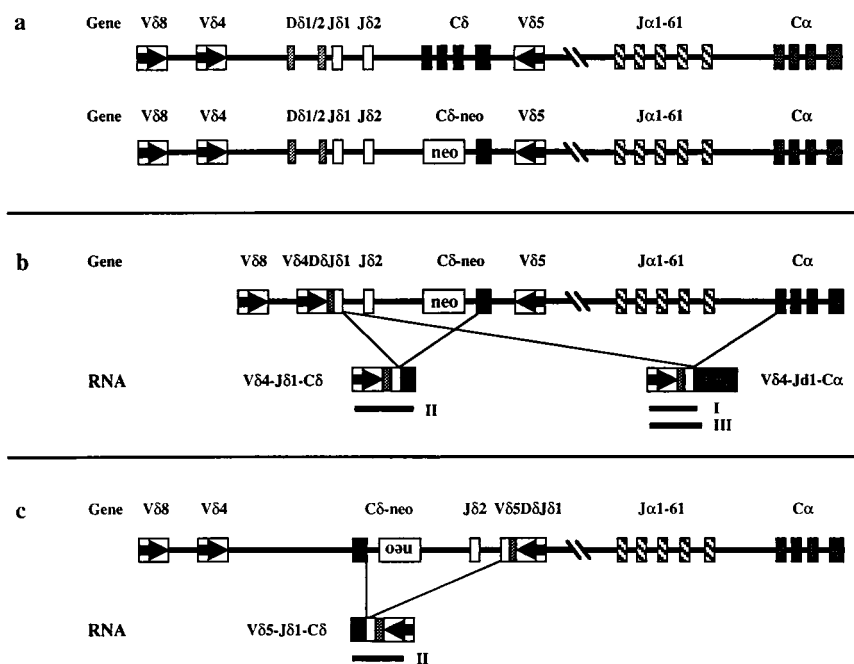 a Gene Vδ8 Vδ4 Dδ1/2 Jδ1 Jδ2 Cδ Vδ5 Jα1-61 Cα
Gene Vδ8 Vδ4 Dδ1/2 Jδ1 Jδ2 Cδ-neo Vδ5 Jα1-61 Cα
neo
b Gene Vδ8 Vδ4DδJδ1 Jδ2 Cδ-neo Vδ5 Jα1-61 Cα
neo
RNA Vδ4-Jδ1-Cδ Vδ4-Jd1-Cα
II I
III
c Gene Vδ8 Vδ4 Cδ-neo Jδ2 Vδ5DδJδ1 Jα1-61 Cα
neo
RNA Vδ5-Jδ1-Cδ
II